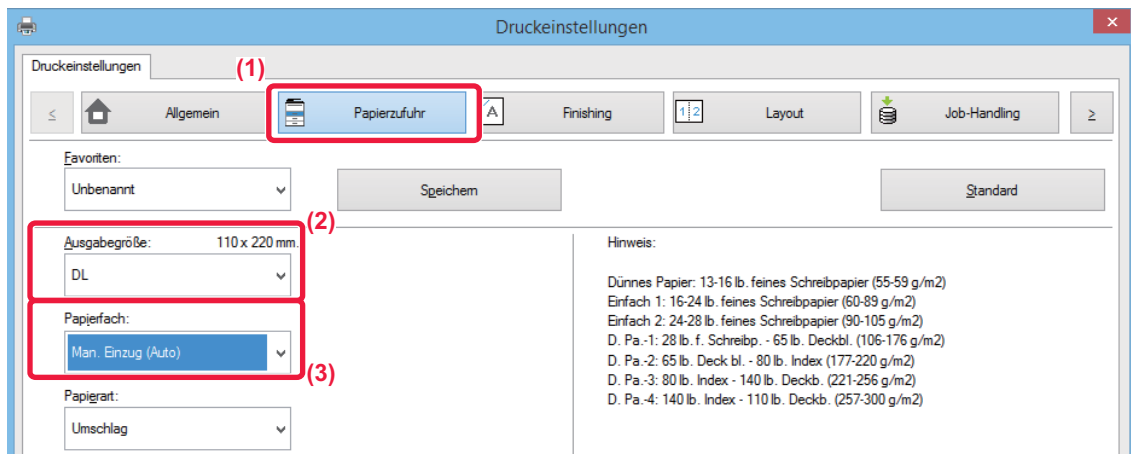 Druckeinstellungen
Druckeinstellungen
(1)
< Allgemein Papierzufuhr A Finishing 1 2 Layout Job-Handling >
Favoriten:
Unbenannt Speichern Standard
(2)
Ausgabegröße: 110 x 220 mm.
DL
Papierfach:
Man. Einzug (Auto)
(3)
Papierart:
Umschlag
Hinweis:
Dünnes Papier: 13-16 lb. feines Schreibpapier (55-59 g/m2)
Einfach 1: 16-24 lb. feines Schreibpapier (60-89 g/m2)
Einfach 2: 24-28 lb. feines Schreibpapier (90-105 g/m2)
D. Pa.-1: 28 lb. f. Schreibp. - 65 lb. Deckbl. (106-176 g/m2)
D. Pa.-2: 65 lb. Deck bl. - 80 lb. Index (177-220 g/m2)
D. Pa.-3: 80 lb. Index - 140 lb. Deckb. (221-256 g/m2)
D. Pa.-4: 140 lb. Index - 110 lb. Deckb. (257-300 g/m2)